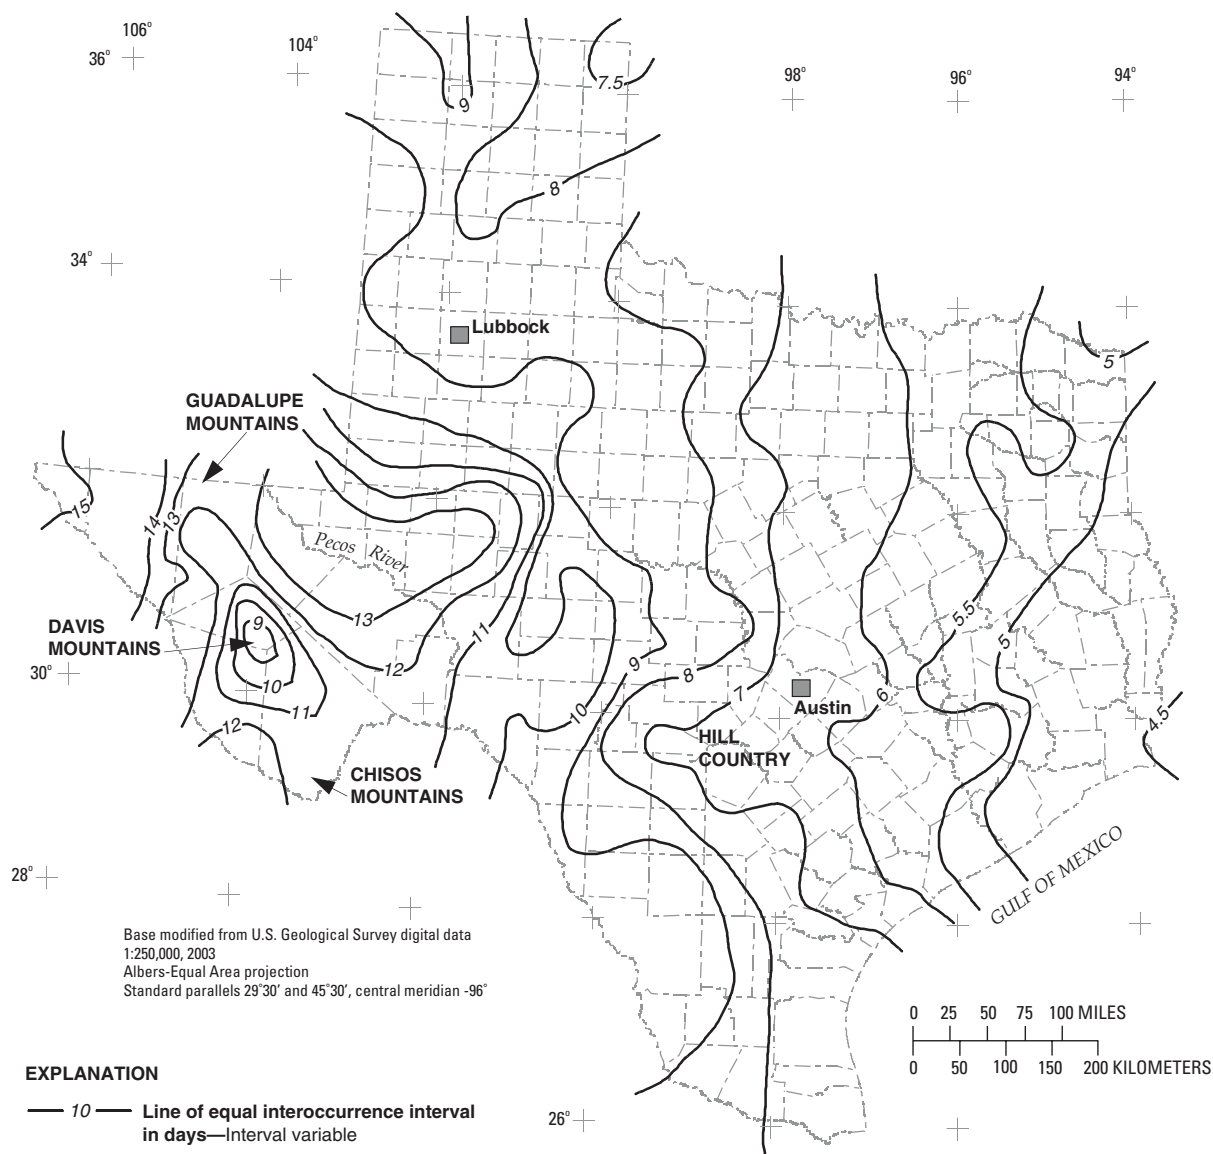 106°
104°
36°
98°
96°
94°
7.5
9
8
34°
Lubbock
5
GUADALUPE
MOUNTAINS
15
14
13
Pecos River
DAVIS
MOUNTAINS
9
13
11
5.5
5
30°
12
9
8
10
7
6
Austin
11
10
4.5
12
HILL
COUNTRY
CHISOS
MOUNTAINS
28°
GULF OF MEXICO
Base modified from U.S. Geological Survey digital data
1:250,000, 2003
Albers-Equal Area projection
Standard parallels 29°30′ and 45°30′, central meridian -96°
0 25 50 75 100 MILES
0 50 100 150 200 KILOMETERS
EXPLANATION
10 Line of equal interoccurrence interval
in days—Interval variable
26°